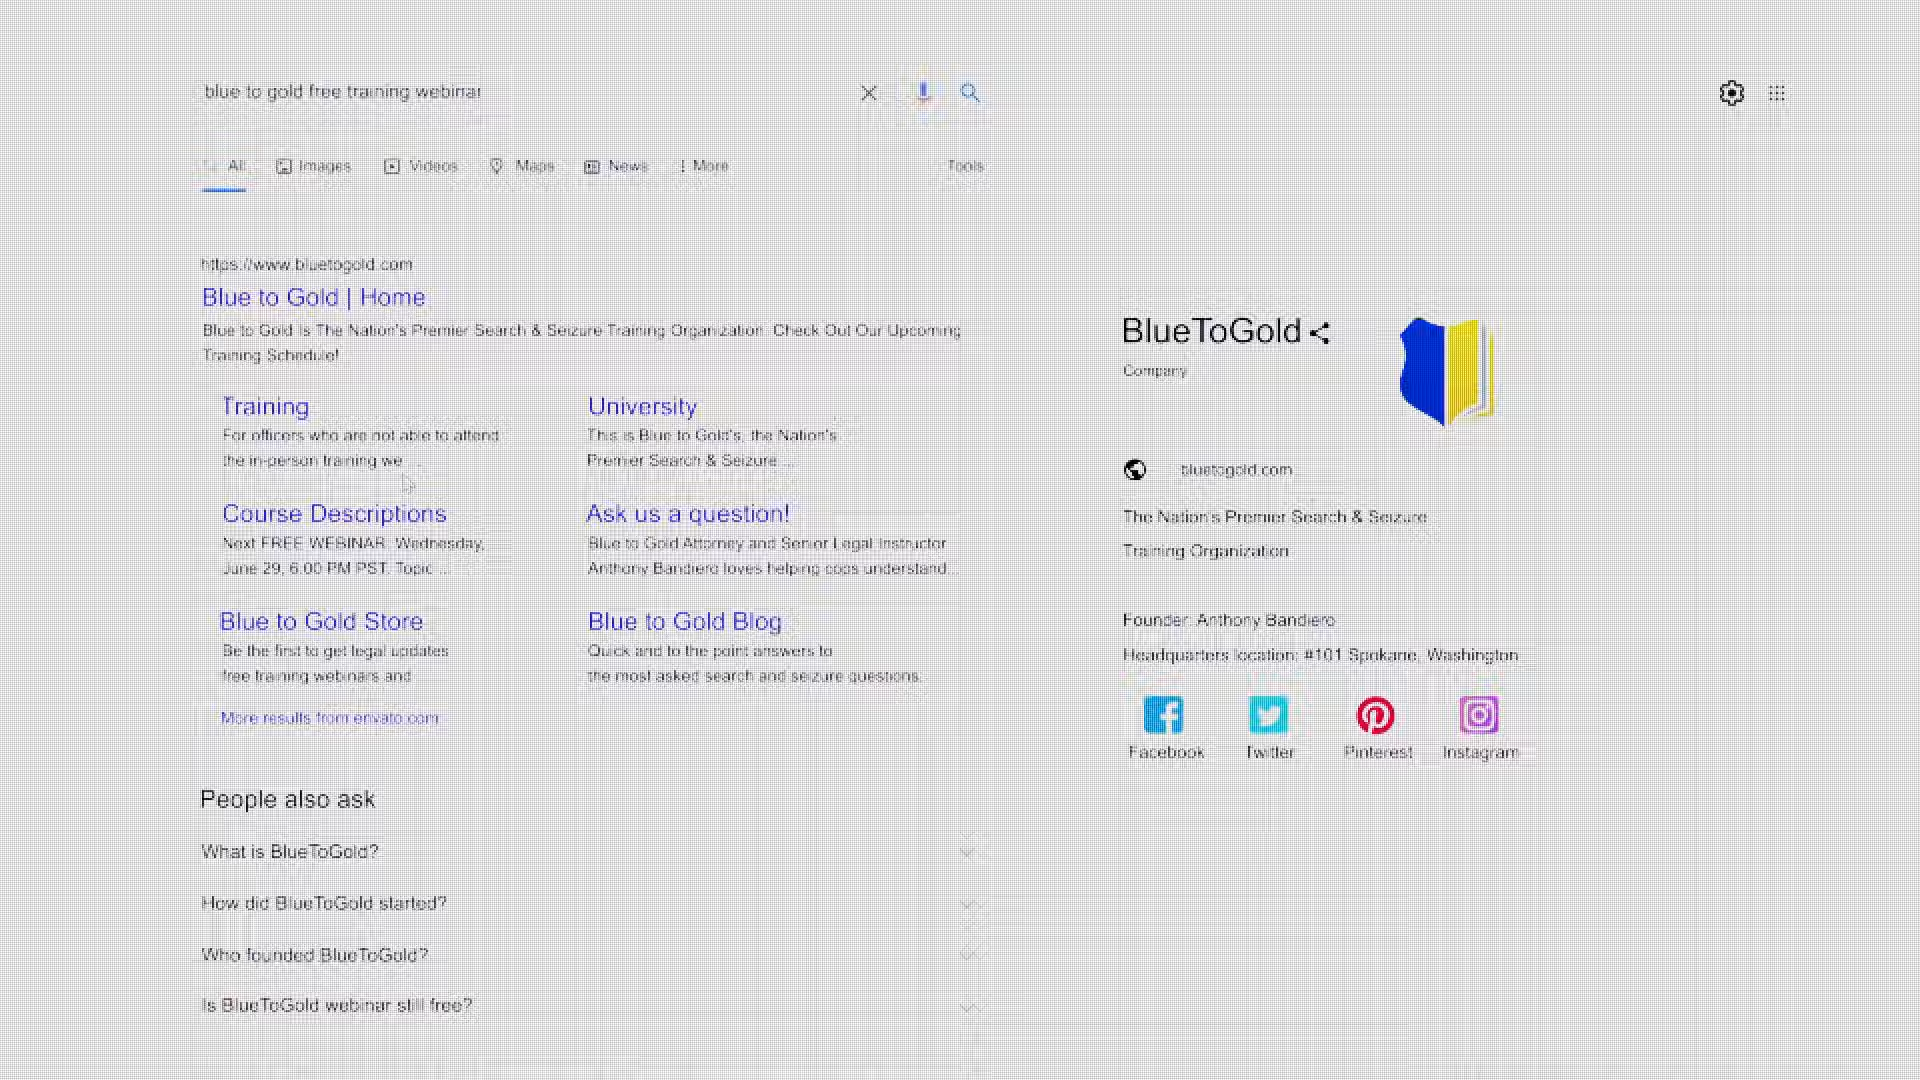 blue to gold free training webinar
All Images Videos Maps News More Tools
https://www.bluetogold.com
Blue to Gold | Home
Blue to Gold Is The Nation's Premier Search & Seizure Training Organization. Check Out Our Upcoming
Training Schedule!
Training
For officers who are not able to attend
the in-person training we ...
University
This is Blue to Gold's, the Nation's
Premier Search & Seizure ...
Course Descriptions
Next FREE WEBINAR. Wednesday,
June 29, 6:00 PM PST. Topic ...
Ask us a question!
Blue to Gold Attorney and Senior Legal Instructor
Anthony Bandiero loves helping cops understand...
Blue to Gold Store
Be the first to get legal updates
free training webinars and
Blue to Gold Blog
Quick and to the point answers to
the most asked search and seizure questions.
More results from envato.com
People also ask
What is BlueToGold?
How did BlueToGold started?
Who founded BlueToGold?
Is BlueToGold webinar still free?
BlueToGold
Company
bluetogold.com
The Nation's Premier Search & Seizure
Training Organization
Founder: Anthony Bandiero
Headquarters location: #101 Spokane, Washington
Facebook Twitter Pinterest Instagram